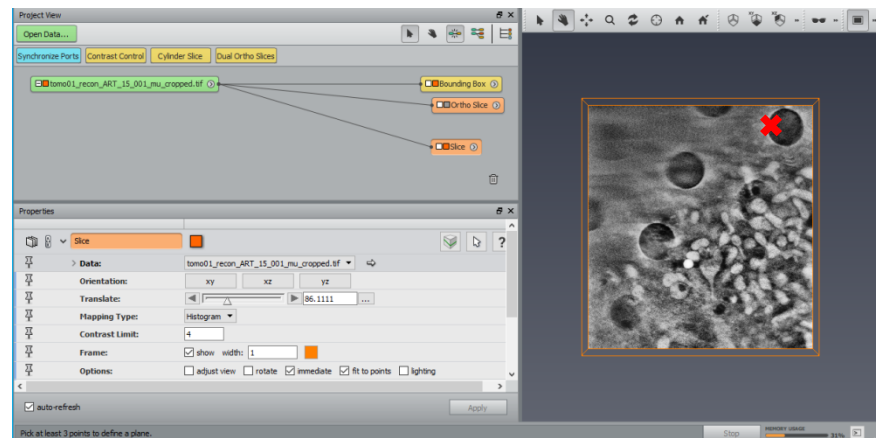 Project View
Open Data...
Synchronize Ports Contrast Control Cylinder Slice Dual Ortho Slices
tomo01_recon_ART_15_001_mu_cropped.tif
Bounding Box
Ortho Slice
Slice
Properties
Slice
?
Data: tomo01_recon_ART_15_001_mu_cropped.tif
Orientation: xy xz yz
Translate: 86.1111 ...
Mapping Type: Histogram
Contrast Limit: 4
Frame: show width: 1
Options: adjust view rotate immediate fit to points lighting
auto-refresh Apply
Pick at least 3 points to define a plane. Stop MEMORY USAGE 31%